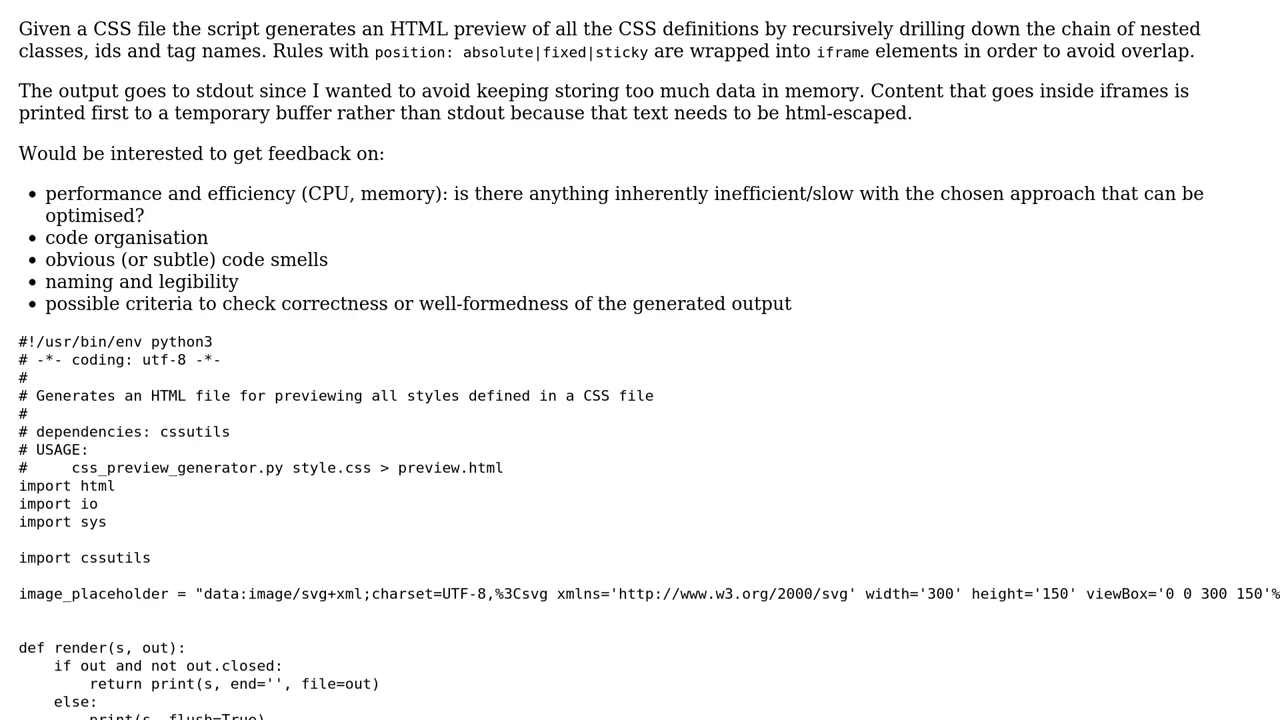 Given a CSS file the script generates an HTML preview of all the CSS definitions by recursively drilling down the chain of nested
classes, ids and tag names. Rules with position: absolute|fixed|sticky are wrapped into iframe elements in order to avoid overlap.
The output goes to stdout since I wanted to avoid keeping storing too much data in memory. Content that goes inside iframes is
printed first to a temporary buffer rather than stdout because that text needs to be html-escaped.
Would be interested to get feedback on:
• performance and efficiency (CPU, memory): is there anything inherently inefficient/slow with the chosen approach that can be
optimised?
• code organisation
• obvious (or subtle) code smells
• naming and legibility
• possible criteria to check correctness or well-formedness of the generated output
#!/usr/bin/env python3
# -*- coding: utf-8 -*-
#
# Generates an HTML file for previewing all styles defined in a CSS file
#
# dependencies: cssutils
# USAGE:
#     css_preview_generator.py style.css > preview.html
import html
import io
import sys
import cssutils
image_placeholder = "data:image/svg+xml;charset=UTF-8,%3Csvg xmlns='http://www.w3.org/2000/svg' width='300' height='150' viewBox='0 0 300 150'%
def render(s, out):
    if out and not out.closed:
        return print(s, end='', file=out)
    else:
        print(s, flush=True)